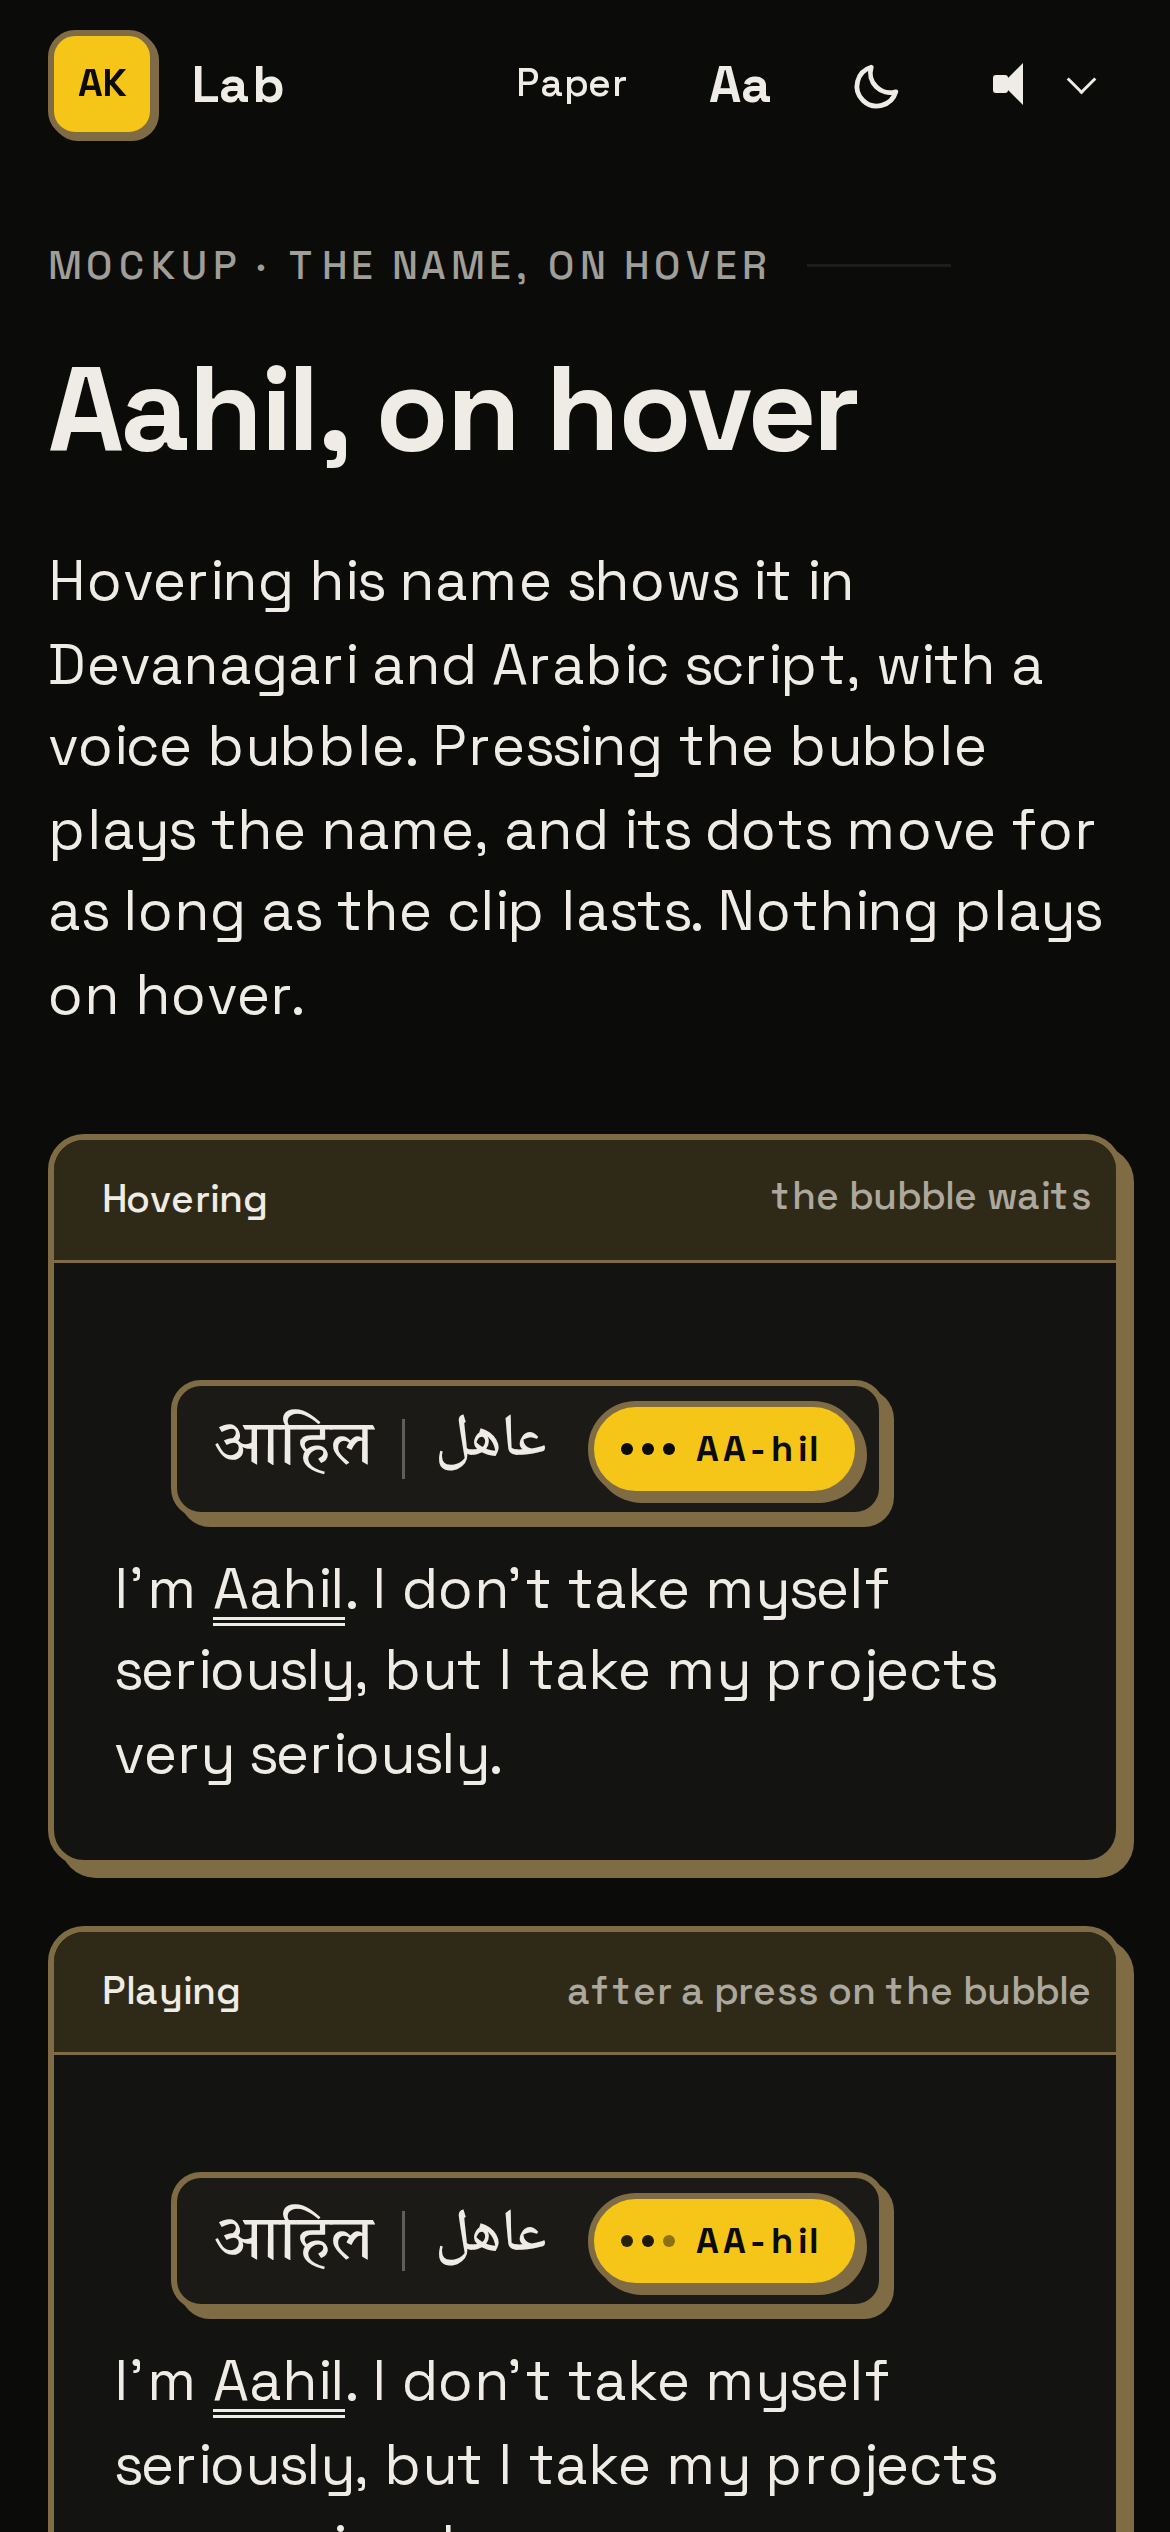 AK Lab Paper Aa
MOCKUP · THE NAME, ON HOVER
Aahil, on hover
Hovering his name shows it in
Devanagari and Arabic script, with a
voice bubble. Pressing the bubble
plays the name, and its dots move for
as long as the clip lasts. Nothing plays
on hover.
Hovering the bubble waits
आहिल | عاهل ••• AA-hil
I’m Aahil. I don’t take myself
seriously, but I take my projects
very seriously.
Playing after a press on the bubble
आहिल | عاهل ••• AA-hil
I’m Aahil. I don’t take myself
seriously, but I take my projects